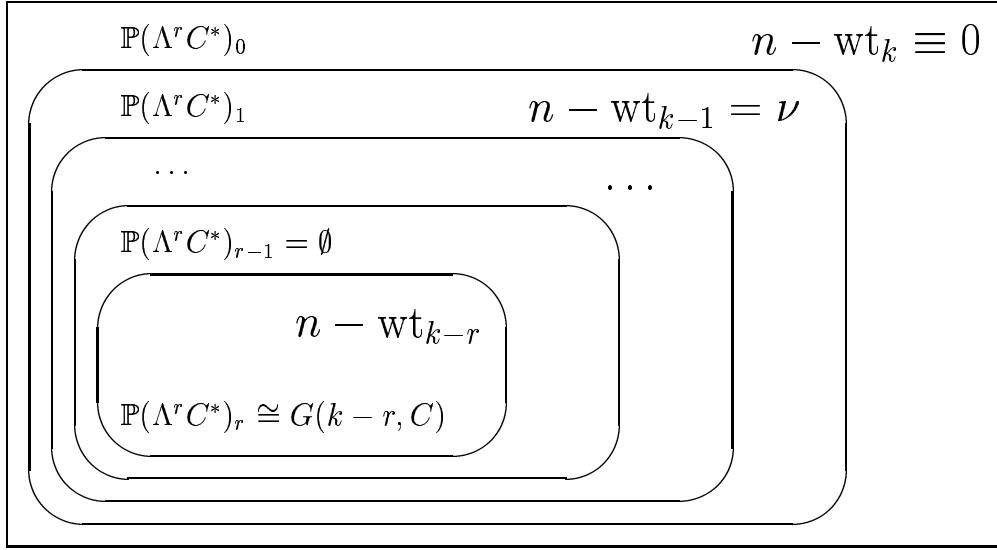 ℙ(Λ^r C^*)_0 n − wt_k ≡ 0
ℙ(Λ^r C^*)_1 n − wt_{k−1} = ν
··· ···
ℙ(Λ^r C^*)_{r−1} = ∅
n − wt_{k−r}
ℙ(Λ^r C^*)_r ≅ G(k − r, C)